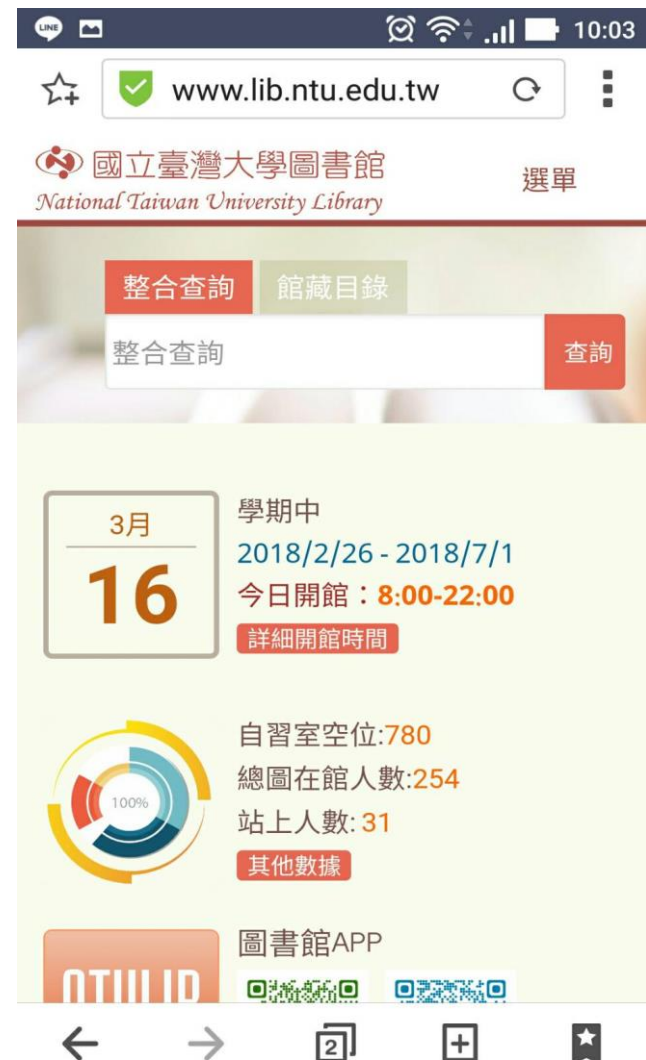 LINE
10:03
www.lib.ntu.edu.tw
國立臺灣大學圖書館
National Taiwan University Library
選單
整合查詢
館藏目錄
整合查詢
查詢
3月
16
學期中
2018/2/26 - 2018/7/1
今日開館：8:00-22:00
詳細開館時間
100%
自習室空位:780
總圖在館人數:254
站上人數: 31
其他數據
圖書館APP
2